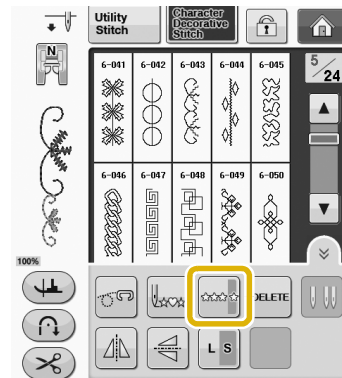 Utility
Stitch
Character
Decorative
Stitch
N
5/24
6-041 6-042 6-043 6-044 6-045
6-046 6-047 6-048 6-049 6-050
100%
DELETE
L S